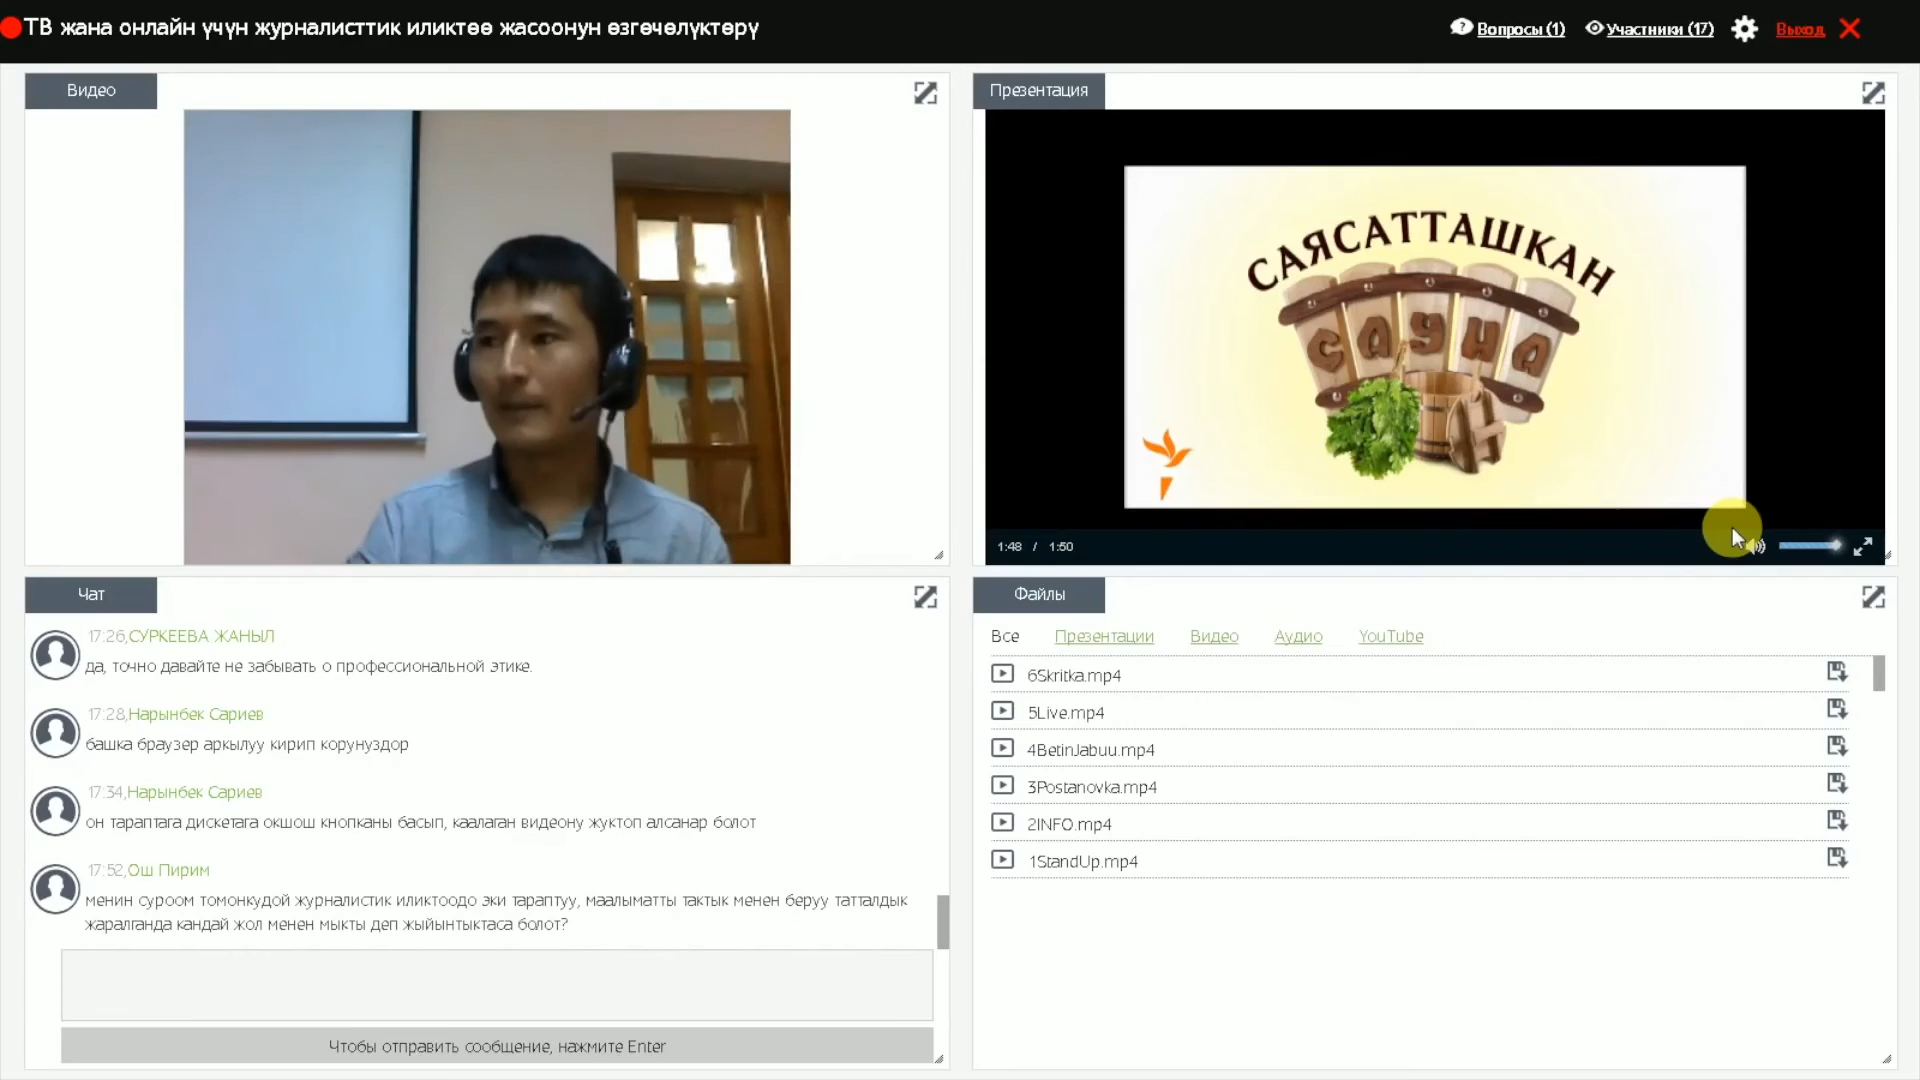 ТВ жана онлайн үчүн журналисттик иликтөө жасоонун өзгөчөлүктөрү
Вопросы (1)
Участники (17)
Выход
Видео
Презентация
САЯСАТТАШКАН
САУНА
1:48 / 1:50
Чат
17:26,СУРКЕЕВА ЖАНЫЛ
да, точно давайте не забывать о профессиональной этике.
17:28,Нарынбек Сариев
башка браузер аркылуу кирип корунуздор
17:34,Нарынбек Сариев
он тараптага дискетага окшош кнопканы басып, каалаган видеону жуктоп алсанар болот
17:52,Ош Пирим
менин суроом томонкудой журналистик иликтоодо эки тараптуу, маалыматты тактык менен беруу татталдык
жаралганда кандай жол менен мыкты деп жыйынтыктаса болот?
Чтобы отправить сообщение, нажмите Enter
Файлы
Все
Презентации
Видео
Аудио
YouTube
6Skritka.mp4
5Live.mp4
4BetinJabuu.mp4
3Postanovka.mp4
2INFO.mp4
1StandUp.mp4